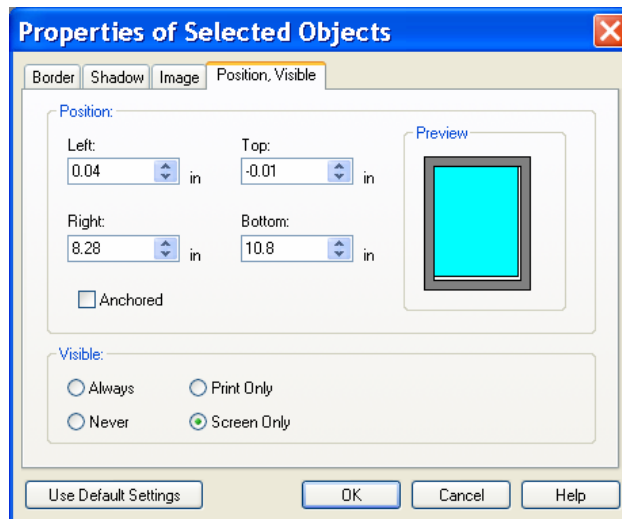 Properties of Selected Objects
Border Shadow Image Position, Visible
Position:
Preview
Left: Top:
0.04 in -0.01 in
Right: Bottom:
8.28 in 10.8 in
Anchored
Visible:
Always Print Only
Never Screen Only
Use Default Settings OK Cancel Help